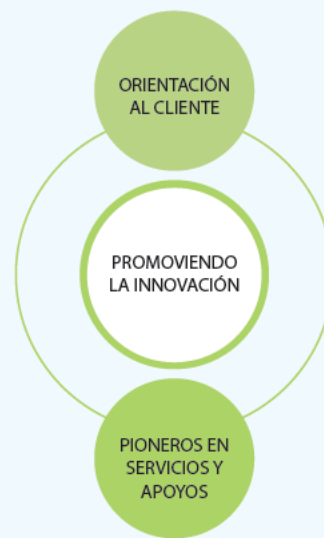 ORIENTACIÓN
AL CLIENTE
PROMOVIENDO
LA INNOVACIÓN
PIONEROS EN
SERVICIOS Y
APOYOS